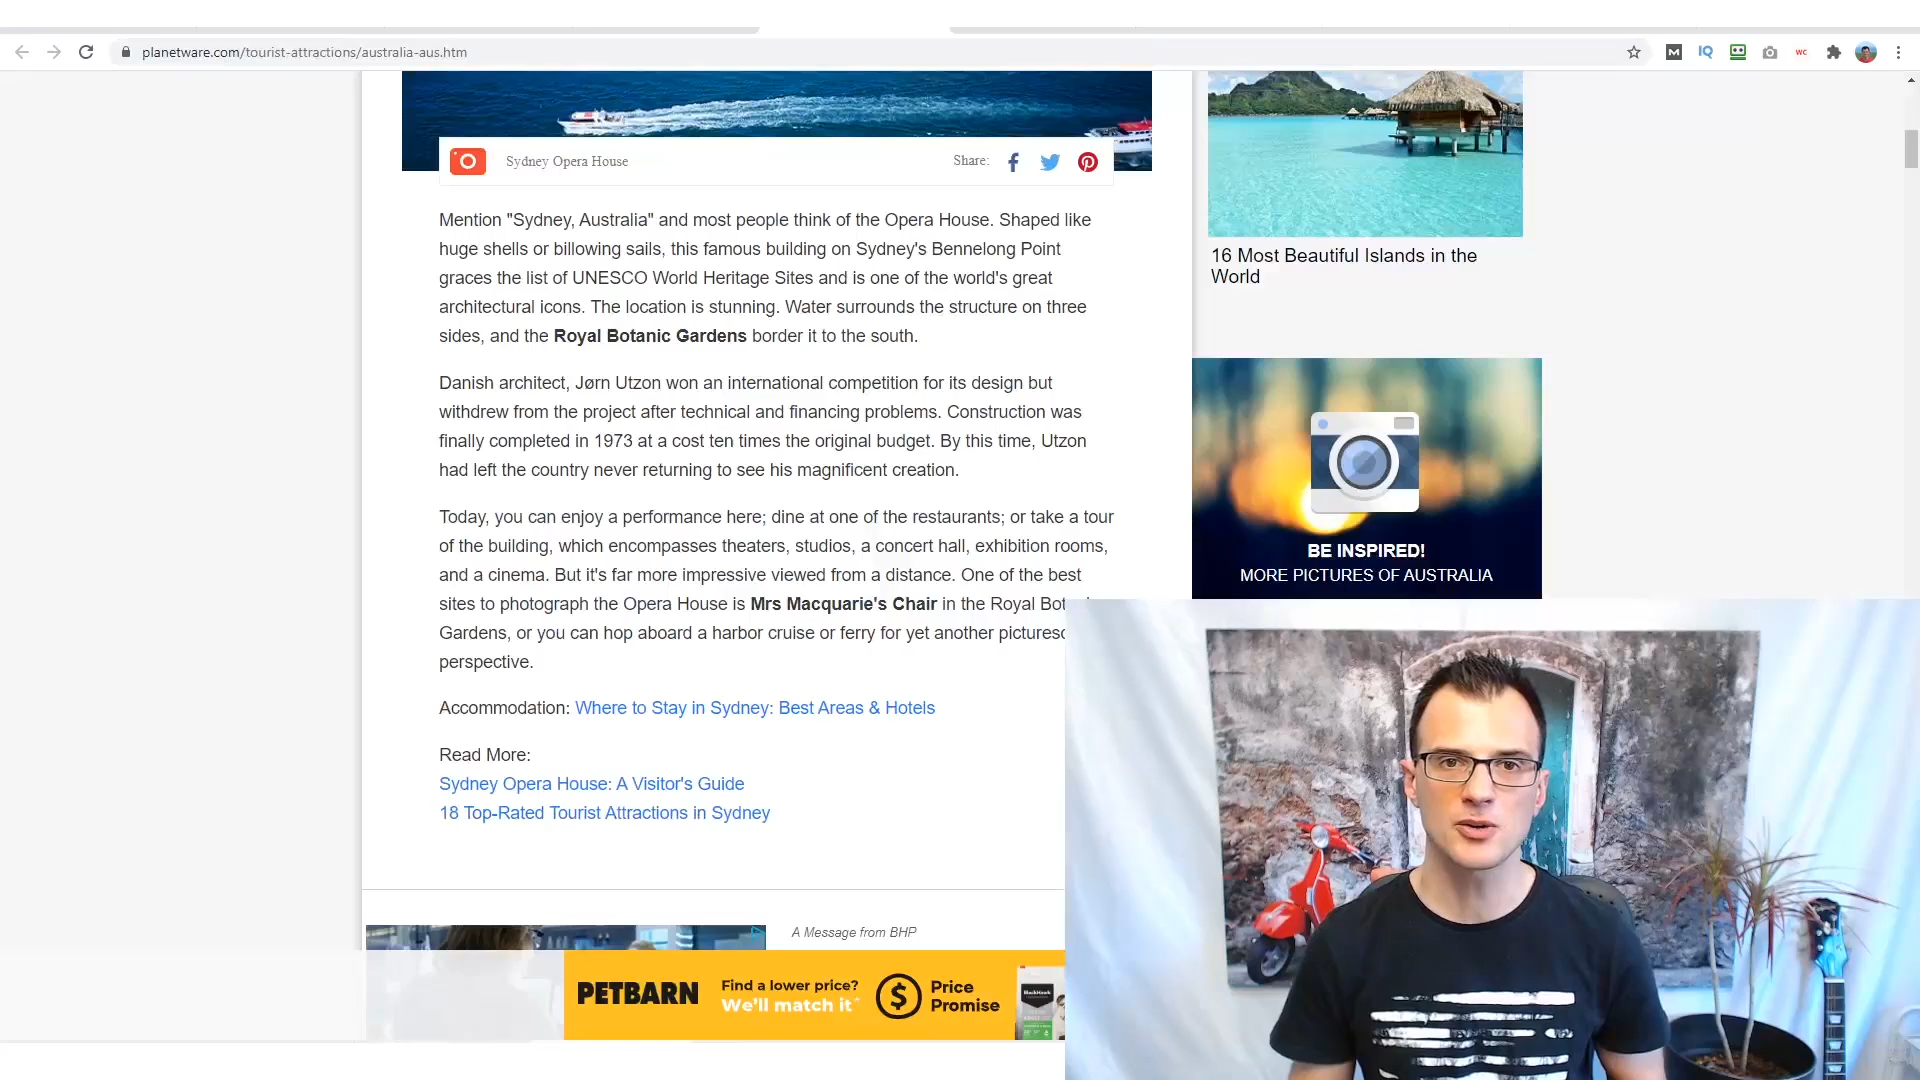 planetware.com/tourist-attractions/australia-aus.htm
M
IQ
WC
Sydney Opera House
Share:
Mention "Sydney, Australia" and most people think of the Opera House. Shaped like
huge shells or billowing sails, this famous building on Sydney's Bennelong Point
graces the list of UNESCO World Heritage Sites and is one of the world's great
architectural icons. The location is stunning. Water surrounds the structure on three
sides, and the Royal Botanic Gardens border it to the south.
Danish architect, Jørn Utzon won an international competition for its design but
withdrew from the project after technical and financing problems. Construction was
finally completed in 1973 at a cost ten times the original budget. By this time, Utzon
had left the country never returning to see his magnificent creation.
Today, you can enjoy a performance here; dine at one of the restaurants; or take a tour
of the building, which encompasses theaters, studios, a concert hall, exhibition rooms,
and a cinema. But it's far more impressive viewed from a distance. One of the best
sites to photograph the Opera House is Mrs Macquarie's Chair in the Royal Bot
Gardens, or you can hop aboard a harbor cruise or ferry for yet another pictures
perspective.
Accommodation: Where to Stay in Sydney: Best Areas & Hotels
Read More:
Sydney Opera House: A Visitor's Guide
18 Top-Rated Tourist Attractions in Sydney
16 Most Beautiful Islands in the
World
BE INSPIRED!
MORE PICTURES OF AUSTRALIA
A Message from BHP
PETBARN
Find a lower price?
We'll match it*
$
Price
Promise